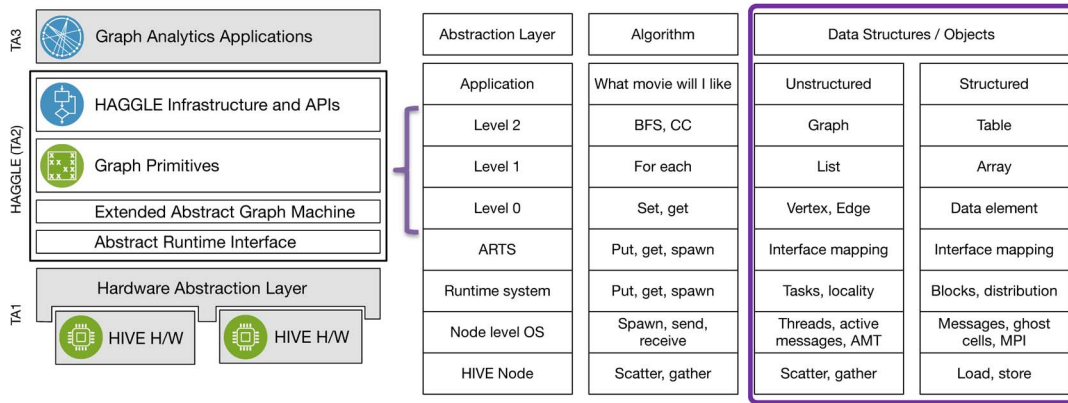 TA3
Graph Analytics Applications
HAGGLE (TA2)
HAGGLE Infrastructure and APIs
Graph Primitives
Extended Abstract Graph Machine
Abstract Runtime Interface
TA1
Hardware Abstraction Layer
HIVE H/W
HIVE H/W
Abstraction Layer
Algorithm
Data Structures / Objects
Application
What movie will I like
Unstructured
Structured
Level 2
BFS, CC
Graph
Table
Level 1
For each
List
Array
Level 0
Set, get
Vertex, Edge
Data element
ARTS
Put, get, spawn
Interface mapping
Interface mapping
Runtime system
Put, get, spawn
Tasks, locality
Blocks, distribution
Node level OS
Spawn, send,
receive
Threads, active
messages, AMT
Messages, ghost
cells, MPI
HIVE Node
Scatter, gather
Scatter, gather
Load, store